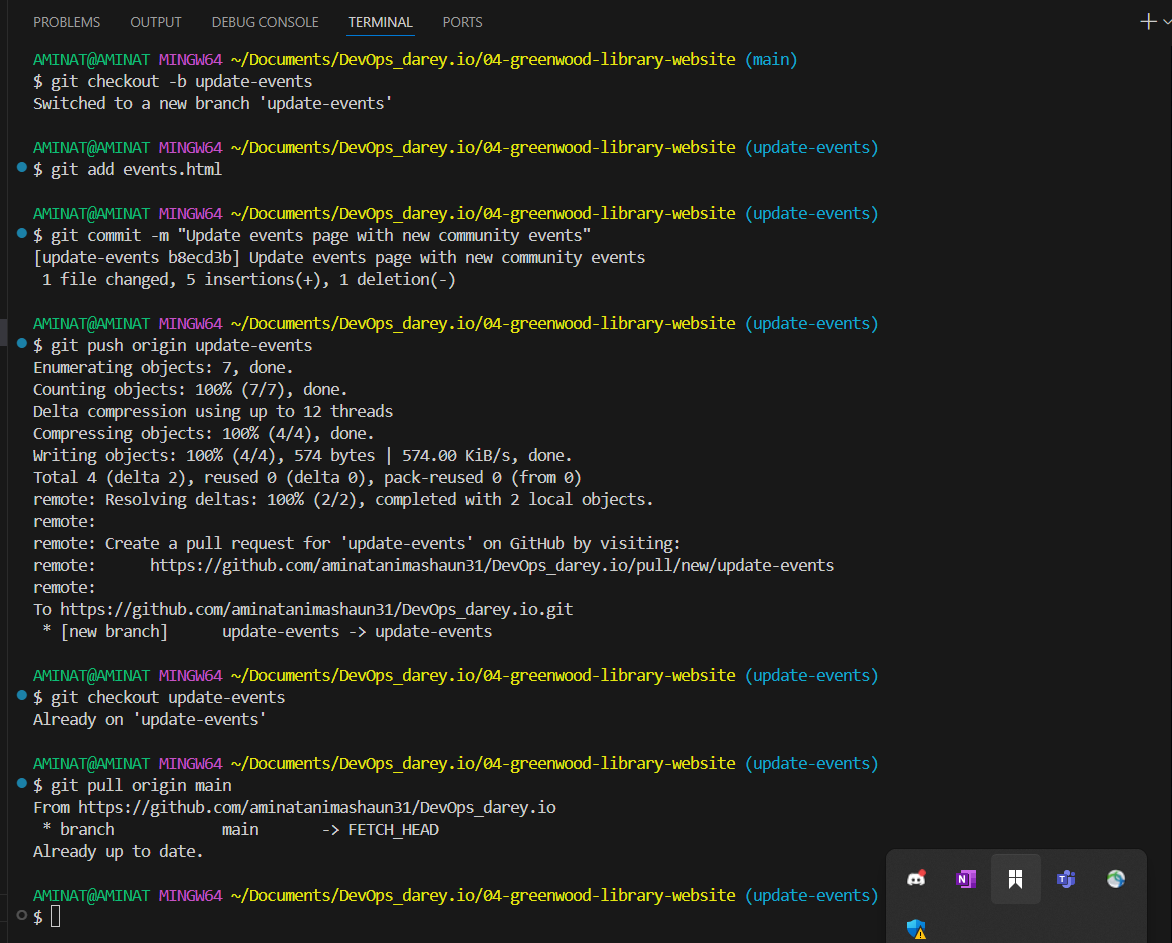 PROBLEMS OUTPUT DEBUG CONSOLE TERMINAL PORTS
AMINAT@AMINAT MINGW64 ~/Documents/DevOps_darey.io/04-greenwood-library-website (main)
$ git checkout -b update-events
Switched to a new branch 'update-events'
AMINAT@AMINAT MINGW64 ~/Documents/DevOps_darey.io/04-greenwood-library-website (update-events)
$ git add events.html
AMINAT@AMINAT MINGW64 ~/Documents/DevOps_darey.io/04-greenwood-library-website (update-events)
$ git commit -m "Update events page with new community events"
[update-events b8ecd3b] Update events page with new community events
 1 file changed, 5 insertions(+), 1 deletion(-)
AMINAT@AMINAT MINGW64 ~/Documents/DevOps_darey.io/04-greenwood-library-website (update-events)
$ git push origin update-events
Enumerating objects: 7, done.
Counting objects: 100% (7/7), done.
Delta compression using up to 12 threads
Compressing objects: 100% (4/4), done.
Writing objects: 100% (4/4), 574 bytes | 574.00 KiB/s, done.
Total 4 (delta 2), reused 0 (delta 0), pack-reused 0 (from 0)
remote: Resolving deltas: 100% (2/2), completed with 2 local objects.
remote:
remote: Create a pull request for 'update-events' on GitHub by visiting:
remote:      https://github.com/aminatanimashaun31/DevOps_darey.io/pull/new/update-events
remote:
To https://github.com/aminatanimashaun31/DevOps_darey.io.git
 * [new branch]      update-events -> update-events
AMINAT@AMINAT MINGW64 ~/Documents/DevOps_darey.io/04-greenwood-library-website (update-events)
$ git checkout update-events
Already on 'update-events'
AMINAT@AMINAT MINGW64 ~/Documents/DevOps_darey.io/04-greenwood-library-website (update-events)
$ git pull origin main
From https://github.com/aminatanimashaun31/DevOps_darey.io
 * branch            main       -> FETCH_HEAD
Already up to date.
AMINAT@AMINAT MINGW64 ~/Documents/DevOps_darey.io/04-greenwood-library-website (update-events)
$